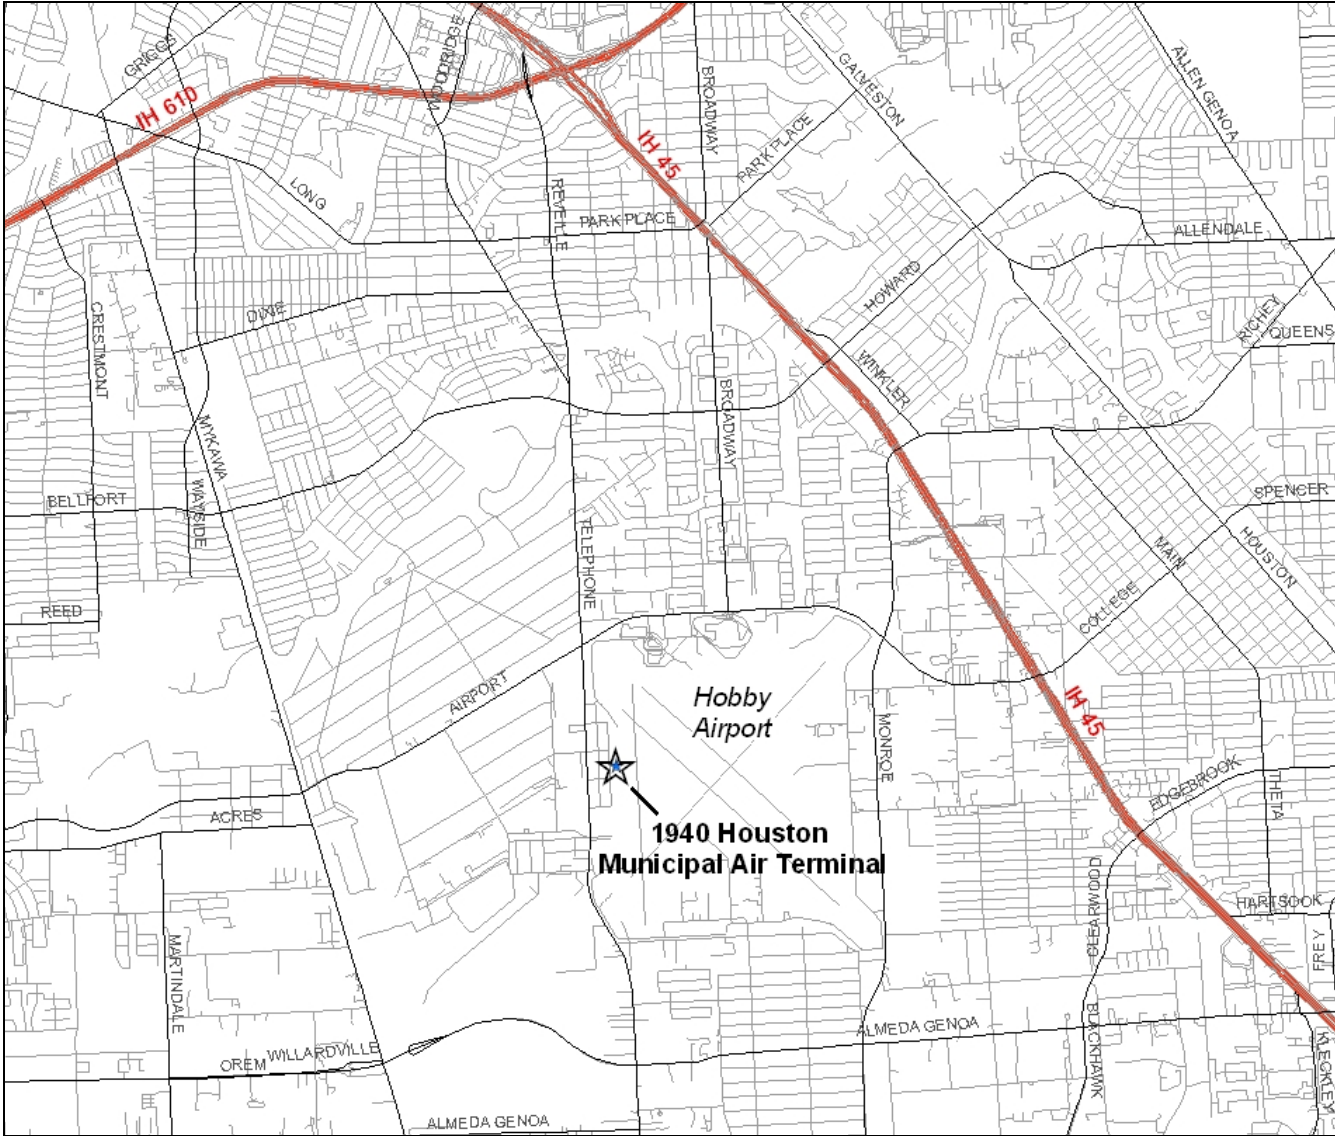 GRIGGS
WOODRIDGE
IH 610
LONG
REVEILLE
IH 45
BROADWAY
PARK PLACE
GALVESTON
ALLEN GENOA
PARK PLACE
ALLENDALE
HOWARD
RICHEY
QUEENS
DIXIE
CRESTMONT
WINKLER
BROADWAY
MYKAWA
BELLFORT
WAYSIDE
TELEPHONE
SPENCER
MAIN
HOUSTON
COLLEGE
REED
AIRPORT
Hobby
Airport
IH 45
MONROE
EDGEBROOK
THETA
ACRES
1940 Houston
Municipal Air Terminal
CLEARWOOD
HARTSOOK
FREY
MARTINDALE
ALMEDA GENOA
BLACKHAWK
KLECKLEY
OREM
WILLARDVILLE
ALMEDA GENOA